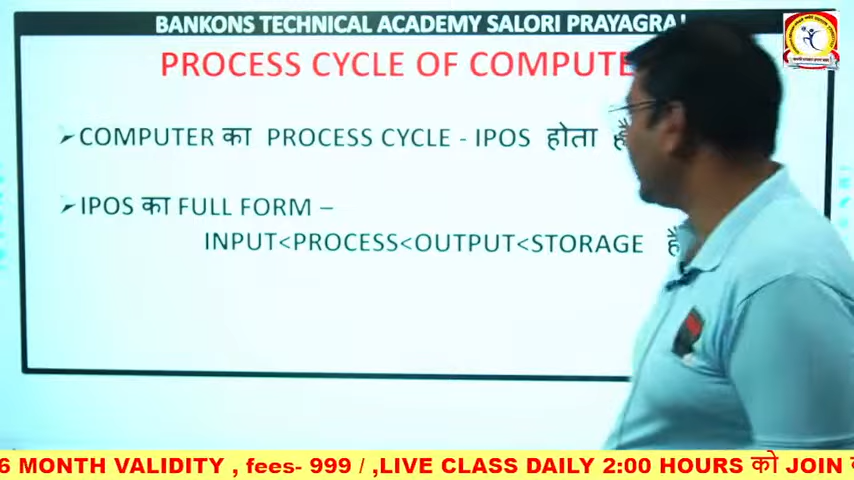 BANKONS TECHNICAL ACADEMY SALORI PRAYAGRAJ
PROCESS CYCLE OF COMPUTE
➢COMPUTER का PROCESS CYCLE - IPOS होता है
➢IPOS का FULL FORM –
INPUT<PROCESS<OUTPUT<STORAGE है
6 MONTH VALIDITY , fees- 999 / ,LIVE CLASS DAILY 2:00 HOURS को JOIN